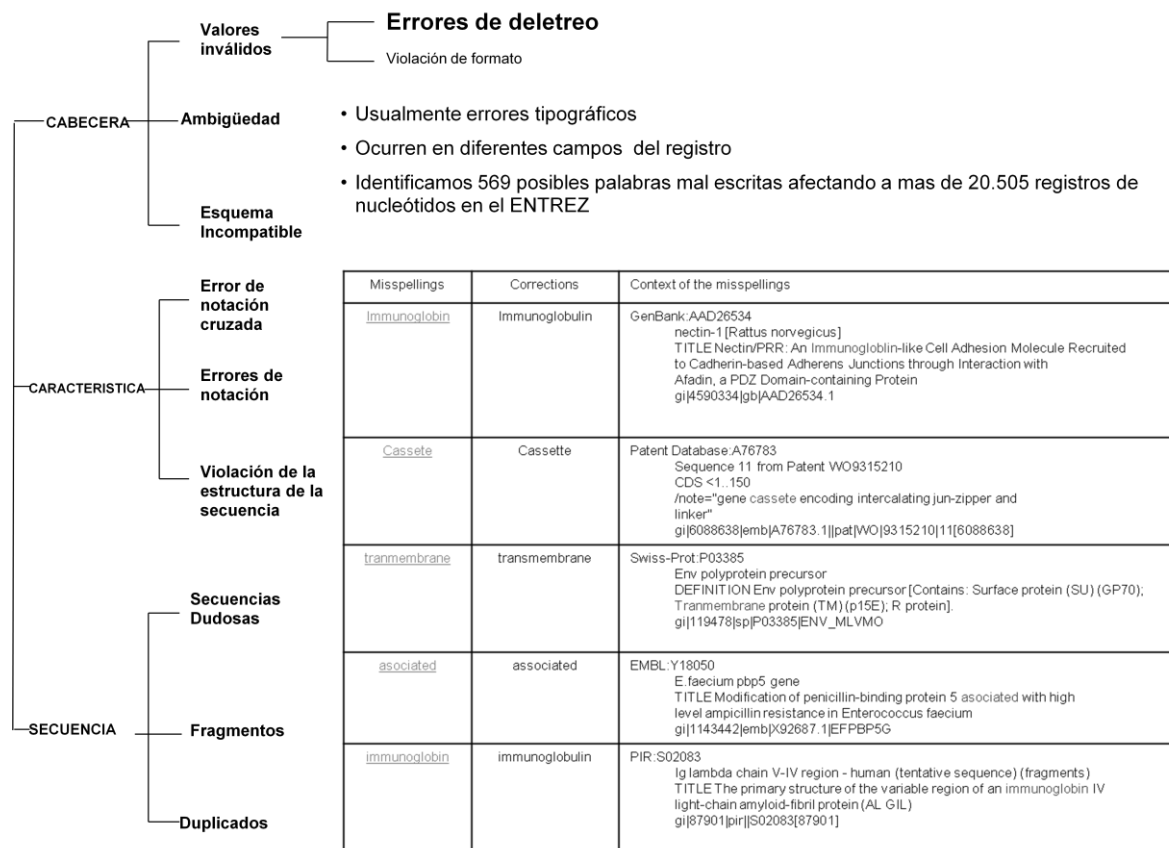 Valores
inválidos
Errores de deletreo
Violación de formato
CABECERA
Ambigüedad
• Usualmente errores tipográficos
• Ocurren en diferentes campos del registro
• Identificamos 569 posibles palabras mal escritas afectando a mas de 20.505 registros de
nucleótidos en el ENTREZ
Esquema
Incompatible
Error de
notación
cruzada
CARACTERISTICA
Errores de
notación
Violación de la
estructura de la
secuencia
Secuencias
Dudosas
SECUENCIA
Fragmentos
Duplicados
Misspellings Corrections Context of the misspellings
Immunoglobin Immunoglobulin GenBank:AAD26534
nectin-1 [Rattus norvegicus]
TITLE Nectin/PRR: An Immunogloblin-like Cell Adhesion Molecule Recruited
to Cadherin-based Adherens Junctions through Interaction with
Afadin, a PDZ Domain-containing Protein
gi|4590334|gb|AAD26534.1
Cassete Cassette Patent Database:A76783
Sequence 11 from Patent WO9315210
CDS <1..150
/note="gene cassete encoding intercalating jun-zipper and
linker"
gi|6088638|emb|A76783.1||pat|WO|9315210|11[6088638]
tranmembrane transmembrane Swiss-Prot:P03385
Env polyprotein precursor
DEFINITION Env polyprotein precursor [Contains: Surface protein (SU) (GP70);
Tranmembrane protein (TM) (p15E); R protein].
gi|119478|sp|P03385|ENV_MLVMO
asociated associated EMBL:Y18050
E.faecium pbp5 gene
TITLE Modification of penicillin-binding protein 5 asociated with high
level ampicillin resistance in Enterococcus faecium
gi|1143442|emb|X92687.1|EFPBP5G
immunoglobin immunoglobulin PIR:S02083
Ig lambda chain V-IV region - human (tentative sequence) (fragments)
TITLE The primary structure of the variable region of an immunoglobin IV
light-chain amyloid-fibril protein (AL GIL)
gi|87901|pir||S02083[87901]